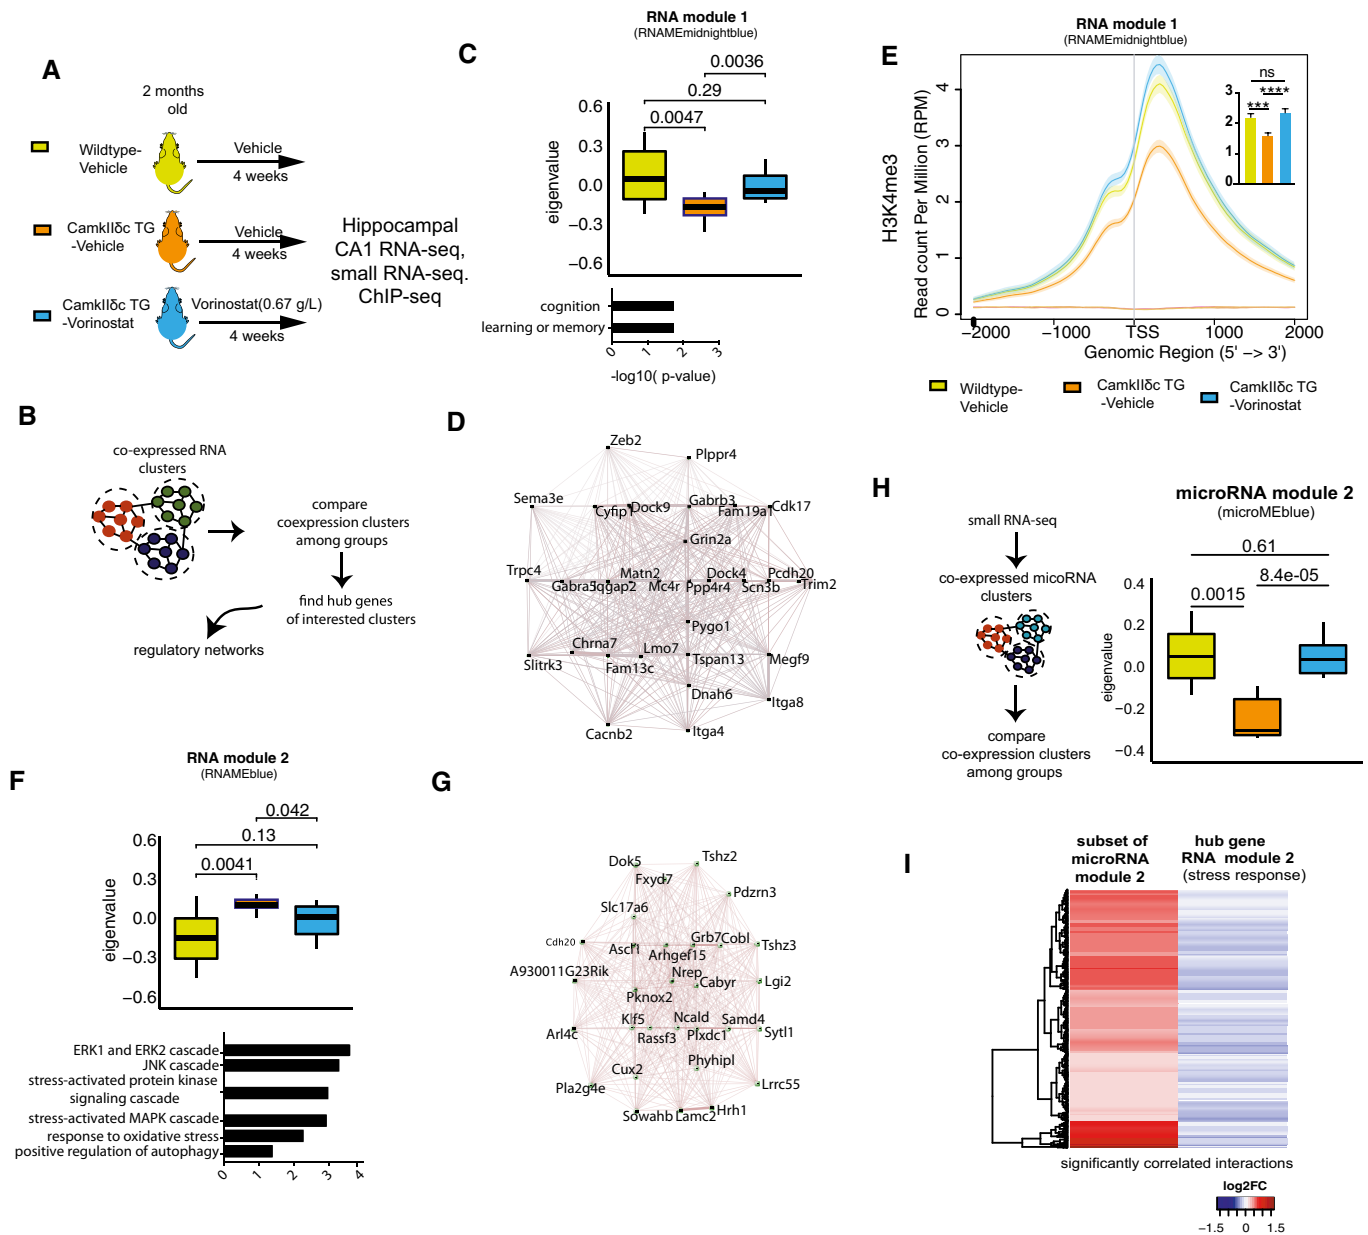 A
2 months
old
Wildtype-
Vehicle
Vehicle
4 weeks
CamkIIδc TG
-Vehicle
Vehicle
4 weeks
CamkIIδc TG
-Vorinostat
Vorinostat(0.67 g/L)
4 weeks
Hippocampal
CA1 RNA-seq,
small RNA-seq.
ChIP-seq
B
co-expressed RNA
clusters
compare
coexpression clusters
among groups
find hub genes
of interested clusters
regulatory networks
C
RNA module 1
(RNAMEmidnightblue)
0.0036
0.29
0.0047
eigenvalue
0.6
0.3
0.0
−0.3
−0.6
cognition
learning or memory
0
1
2
3
-log10( p-value)
D
Zeb2
Plppr4
Sema3e
Cyfip1
Dock9
Gabrb3
Fam19a1
Cdk17
Grin2a
Trpc4
Gabra5
Iqgap2
Matn2
Mc4r
Ppp4r4
Dock4
Scn3b
Pcdh20
Trim2
Pygo1
Chrna7
Lmo7
Slitrk3
Fam13c
Tspan13
Megf9
Dnah6
Itga8
Cacnb2
Itga4
E
RNA module 1
(RNAMEmidnightblue)
H3K4me3
Read count Per Million (RPM)
4
3
2
1
0
−2000
−1000
TSS
1000
2000
Genomic Region (5' −> 3')
ns
****
***
3
2
1
0
Wildtype-
Vehicle
CamkIIδc TG
-Vehicle
CamkIIδc TG
-Vorinostat
F
RNA module 2
(RNAMEblue)
0.042
0.13
0.0041
eigenvalue
0.6
0.3
0.0
−0.3
−0.6
ERK1 and ERK2 cascade
JNK cascade
stress-activated protein kinase
signaling cascade
stress-activated MAPK cascade
response to oxidative stress
positive regulation of autophagy
0
1
2
3
4
G
Dok5
Tshz2
Fxyd7
Pdzrn3
Slc17a6
Cdh20
Ascl1
Arhgef15
Grb7
Cobl
Tshz3
A930011G23Rik
Nrep
Cabyr
Lgi2
Pknox2
Klf5
Ncald
Samd4
Arl4c
Rassf3
Plxdc1
Sytl1
Phyhipl
Cux2
Pla2g4e
Lrrc55
Sowahb
Lamc2
Hrh1
H
small RNA-seq
co-expressed micoRNA
clusters
compare
co-expression clusters
among groups
microRNA module 2
(microMEblue)
0.61
8.4e-05
0.0015
eigenvalue
0.4
0.2
0.0
−0.2
−0.4
I
subset of
microRNA
module 2
hub gene
RNA module 2
(stress response)
significantly correlated interactions
log2FC
−1.5
0
1.5